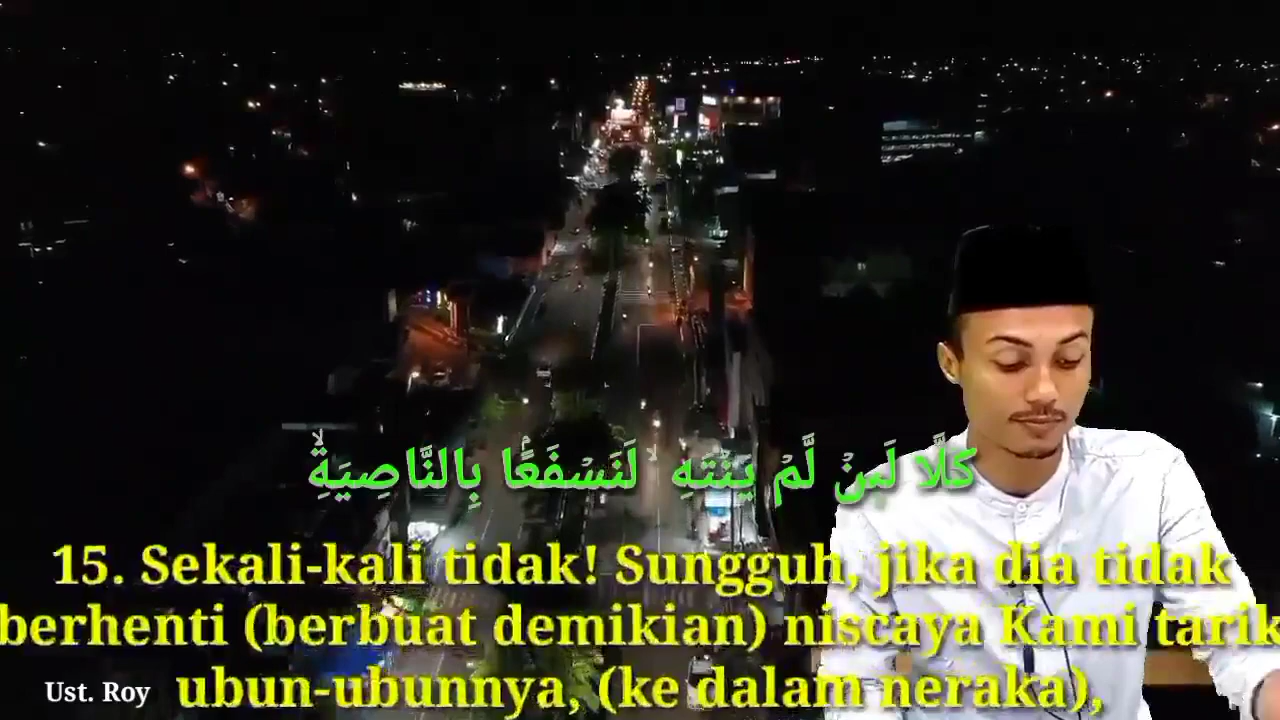 كَلَّا لَىِٕنْ لَّمْ يَنْتَهِ ۙ لَنَسْفَعًاۢ بِالنَّاصِيَةِۙ
15. Sekali-kali tidak! Sungguh, jika dia tidak
berhenti (berbuat demikian) niscaya Kami tarik
ubun-ubunnya, (ke dalam neraka),
Ust. Roy